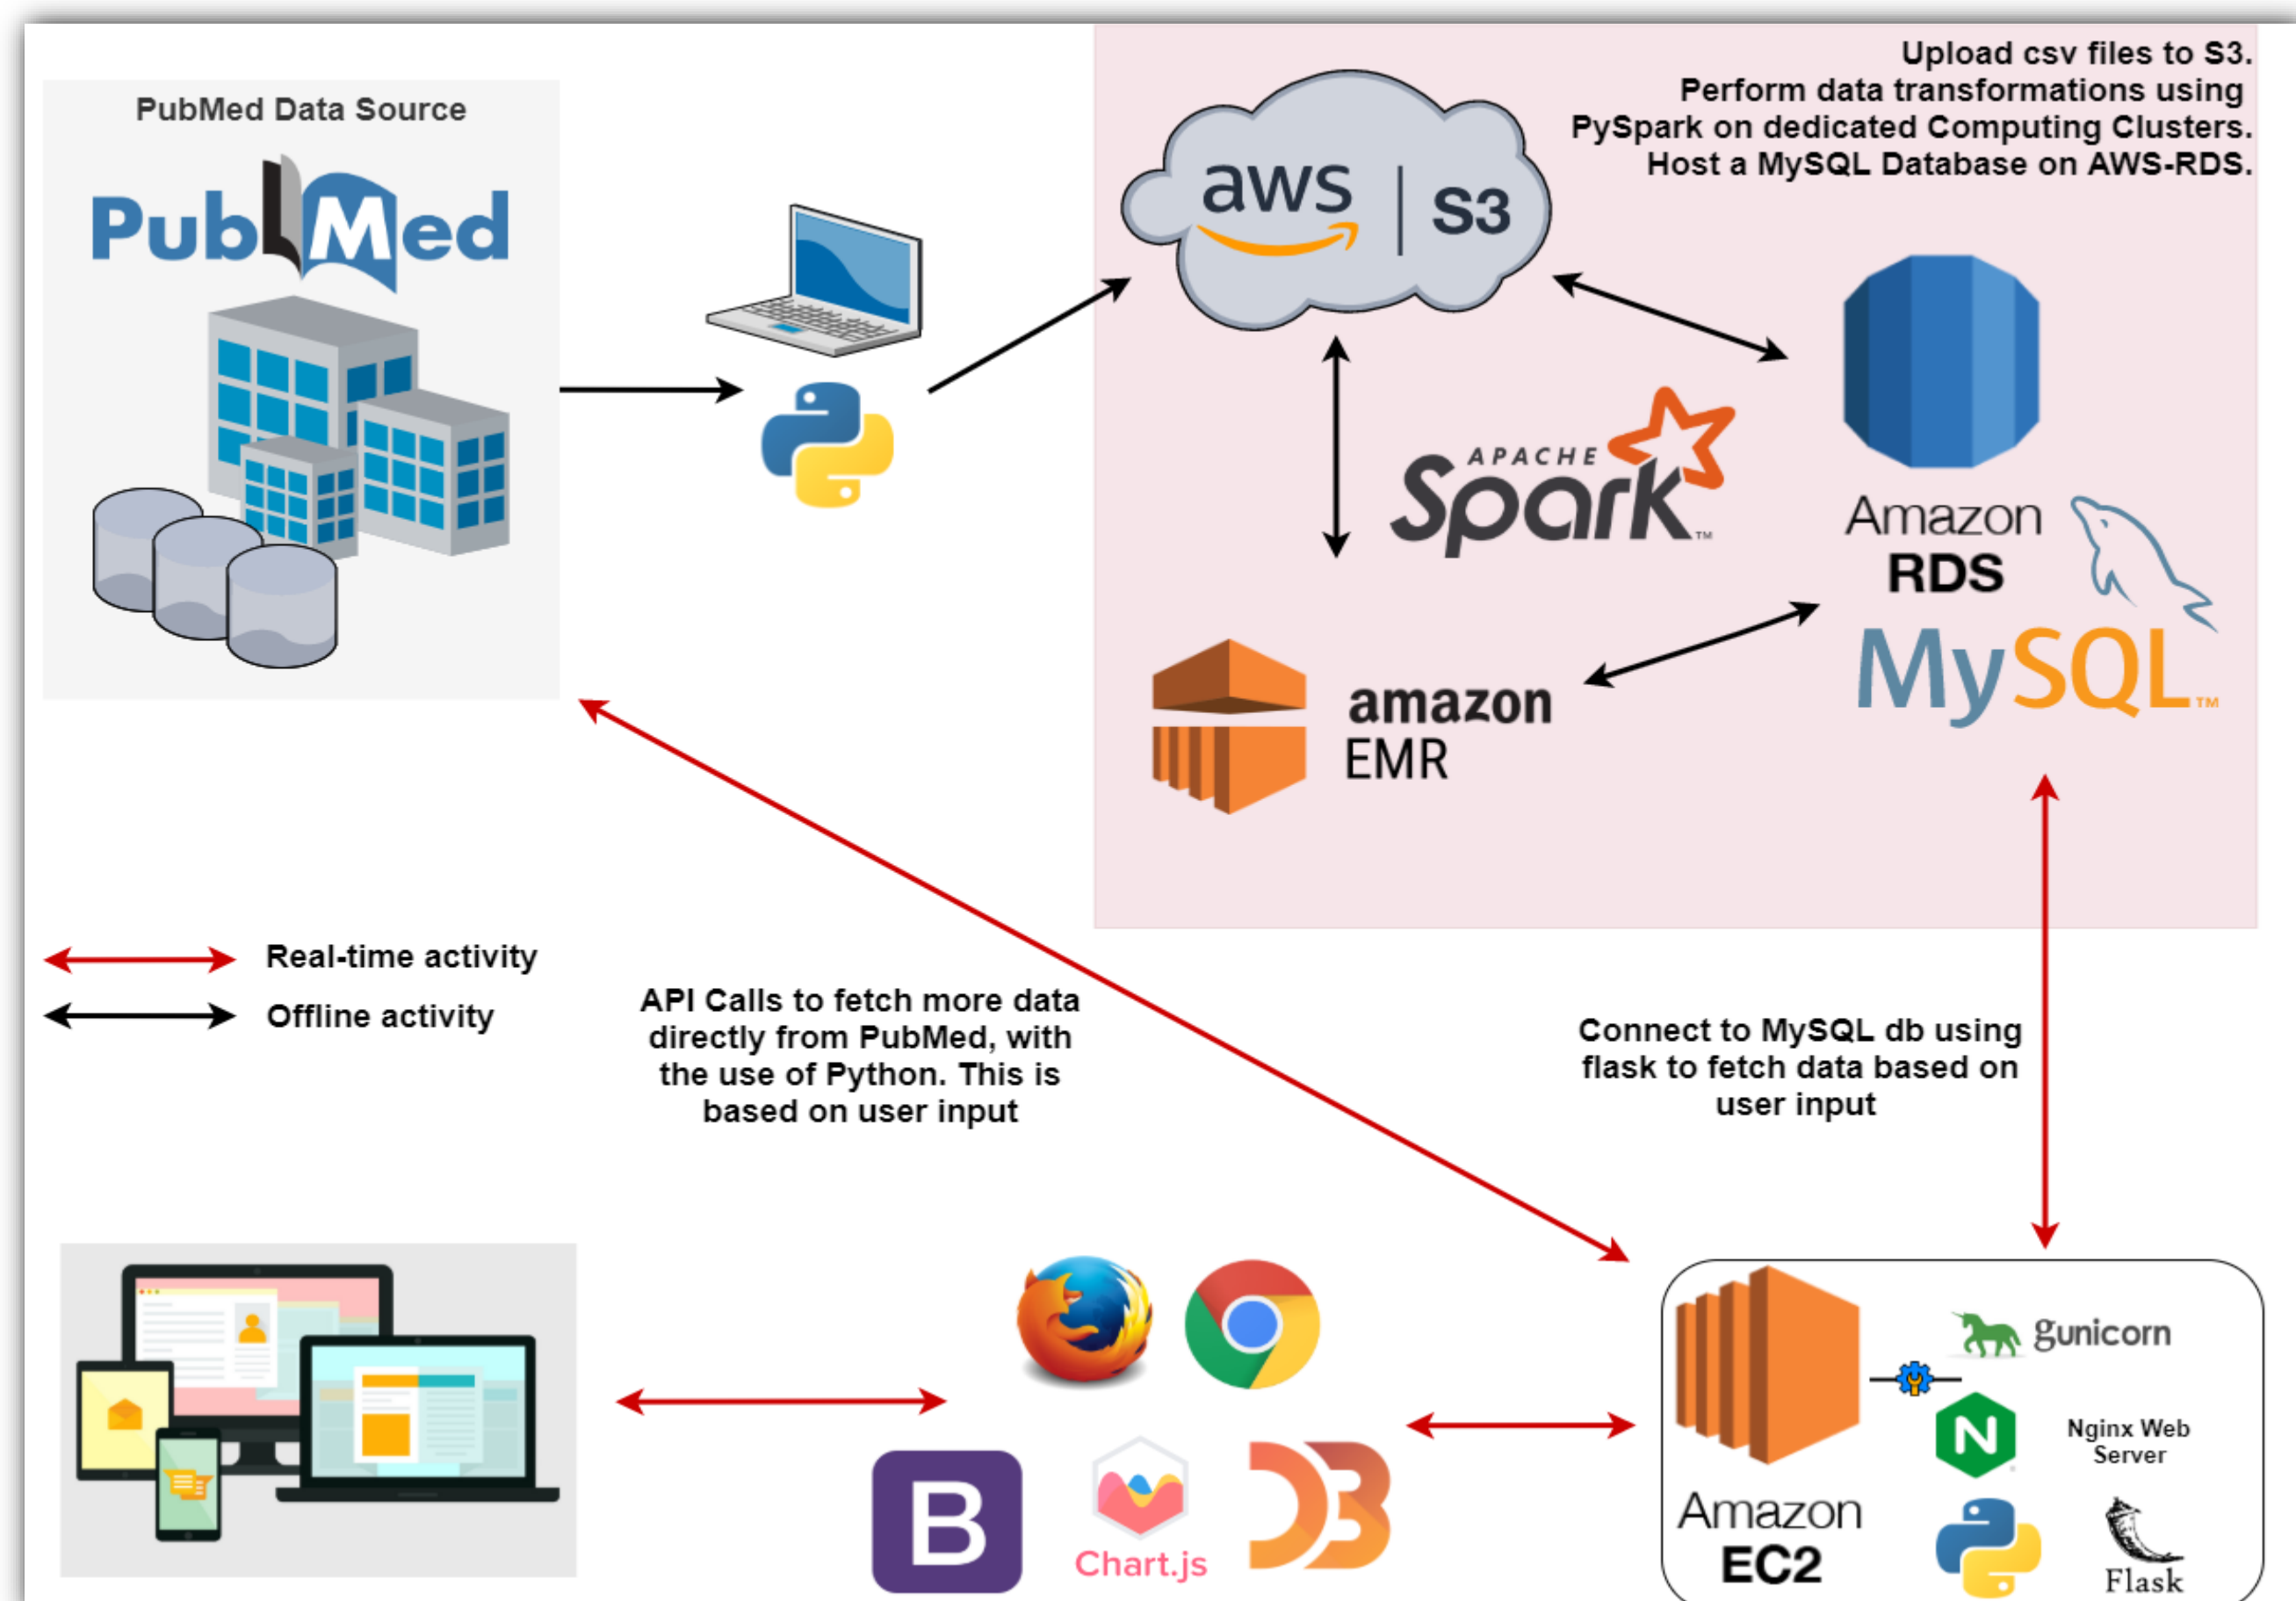 PubMed Data Source
PubMed
Upload csv files to S3.
Perform data transformations using
PySpark on dedicated Computing Clusters.
Host a MySQL Database on AWS-RDS.
aws | S3
APACHE
Spark™
Amazon
RDS
MySQL™
amazon
EMR
Real-time activity
Offline activity
API Calls to fetch more data
directly from PubMed, with
the use of Python. This is
based on user input
Connect to MySQL db using
flask to fetch data based on
user input
B
Chart.js
D3
gunicorn
N
Nginx Web
Server
Amazon
EC2
Flask